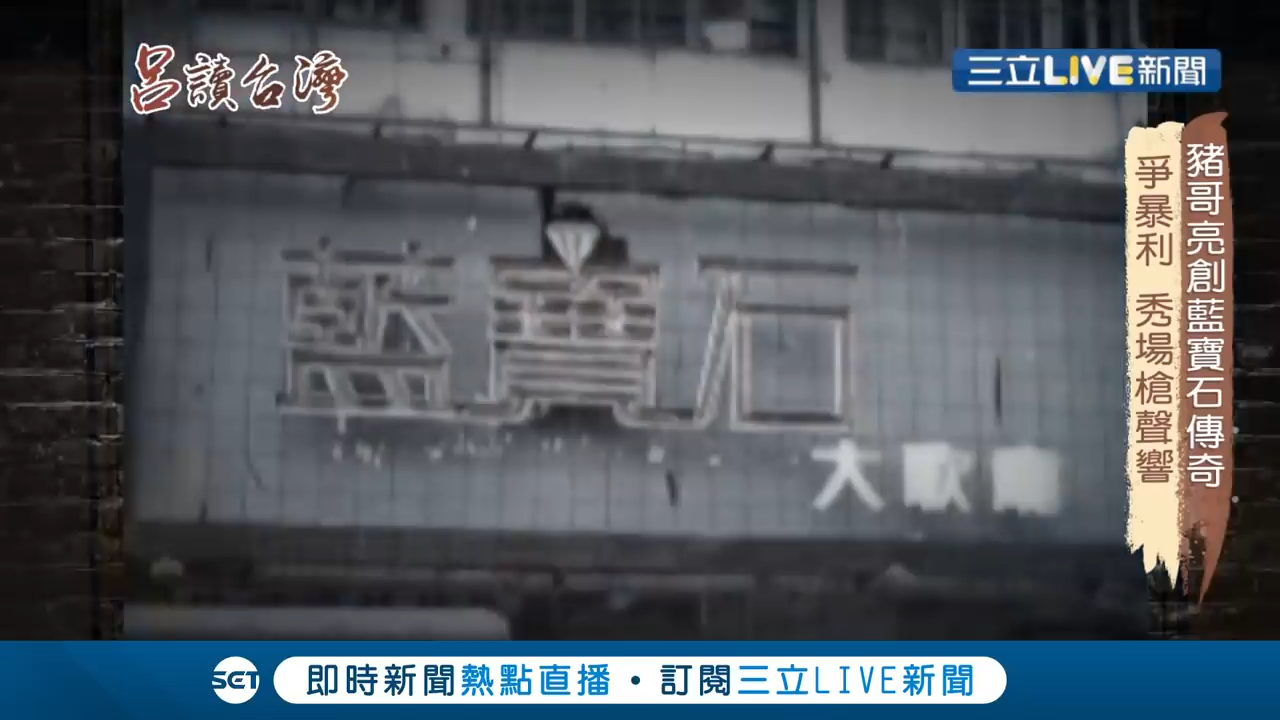 呂讀台灣
三立LIVE新聞
豬哥亮創藍寶石傳奇
爭暴利 秀場槍聲響
藍寶石
大歌廳
SET
即時新聞熱點直播・訂閱三立LIVE新聞